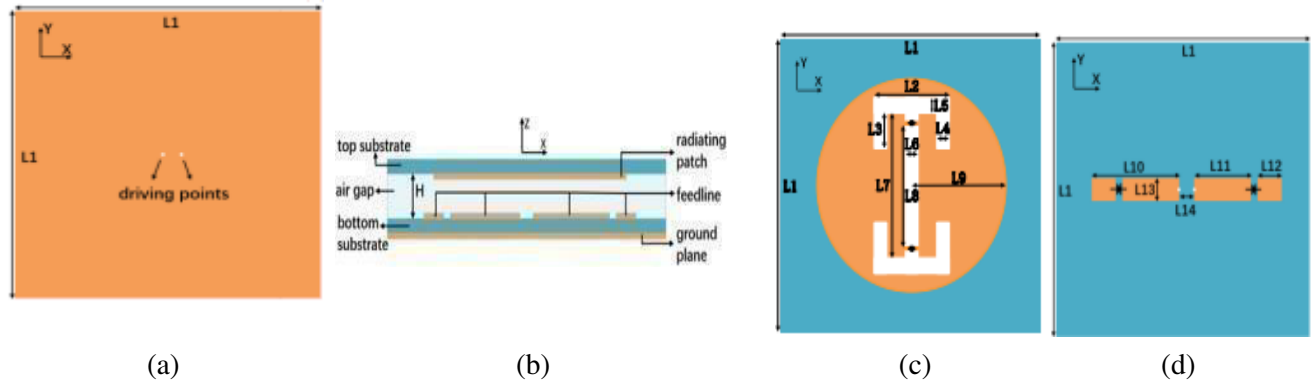 L1
Y
X
L1
driving points
(a)
Z
X
top substrate
radiating
patch
air gap
H
feedline
bottom
substrate
ground
plane
(b)
L1
Y
X
L2
L5
L3
L4
L6
L1
L7
L9
L8
(c)
L1
Y
X
L10
L11
L12
L1
L13
L14
(d)